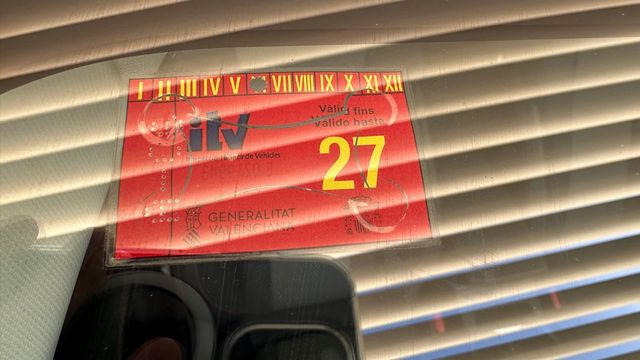 I II III IV V VII VIII IX X XI XII
Vàlid fins
Válido hasta
itv
27
GENERALITAT
VALENCIANA